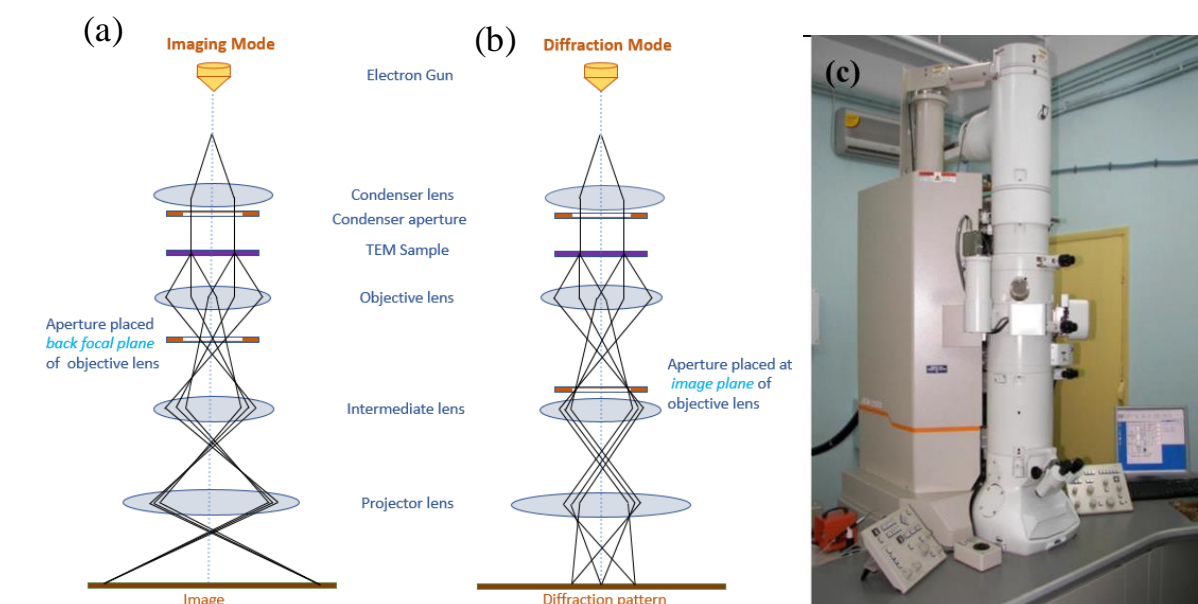 (a)
Imaging Mode
(b)
Diffraction Mode
(c)
Electron Gun
Condenser lens
Condenser aperture
TEM Sample
Objective lens
Aperture placed
back focal plane
of objective lens
Aperture placed at
image plane of
objective lens
Intermediate lens
Projector lens
Image
Diffraction pattern